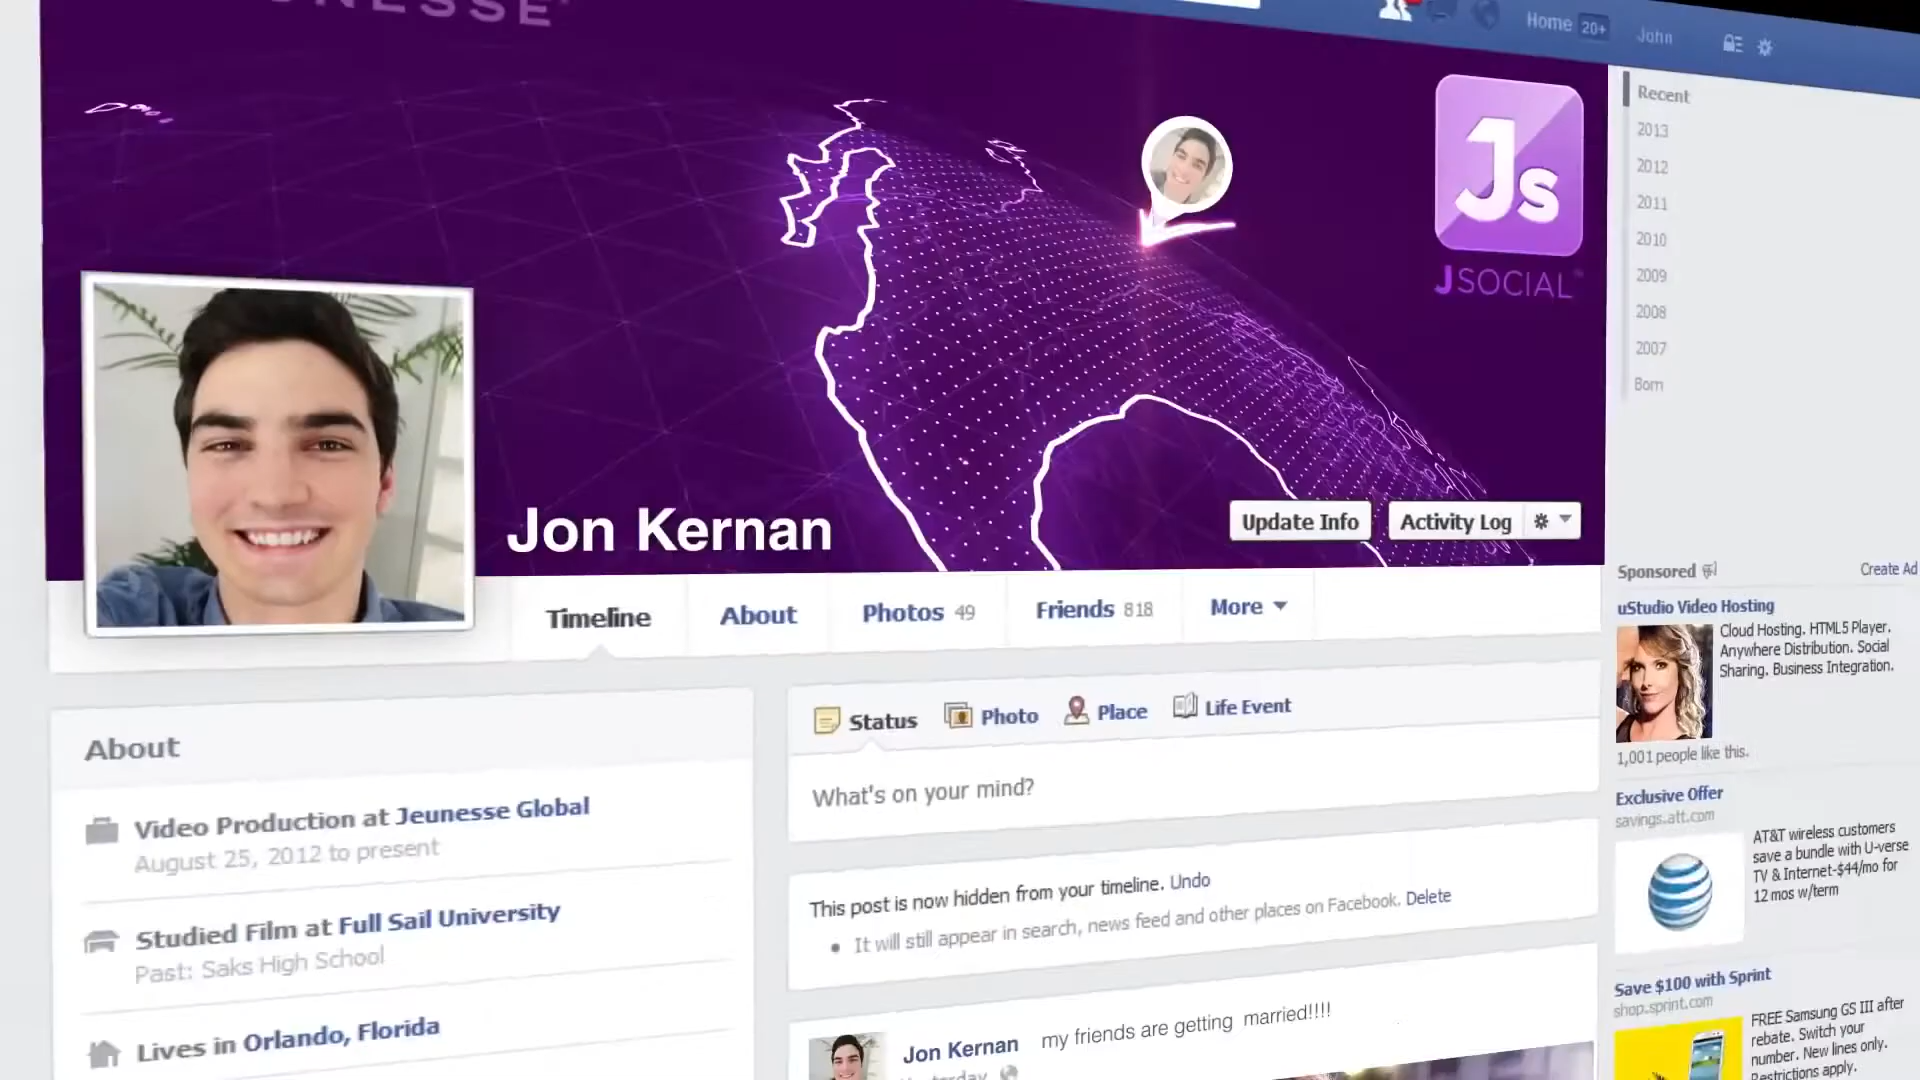 Home 20+ John
Js
JSOCIAL™
Jon Kernan
Update Info
Activity Log
Timeline
About
Photos 49
Friends 818
More
About
Video Production at Jeunesse Global
August 25, 2012 to present
Studied Film at Full Sail University
Past: Saks High School
Lives in Orlando, Florida
Status
Photo
Place
Life Event
What's on your mind?
This post is now hidden from your timeline. Undo
• It will still appear in search, news feed and other places on Facebook. Delete
Jon Kernan my friends are getting married!!!!
Recent
2013
2012
2011
2010
2009
2008
2007
Born
Sponsored
Create Ad
uStudio Video Hosting
Cloud Hosting. HTML5 Player.
Anywhere Distribution. Social
Sharing. Business Integration.
1,001 people like this.
Exclusive Offer
savings.att.com
AT&T wireless customers
save a bundle with U-verse
TV & Internet-$44/mo for
12 mos w/term
Save $100 with Sprint
shop.sprint.com
FREE Samsung GS III after
rebate. Switch your
number. New lines only.
Restrictions apply.